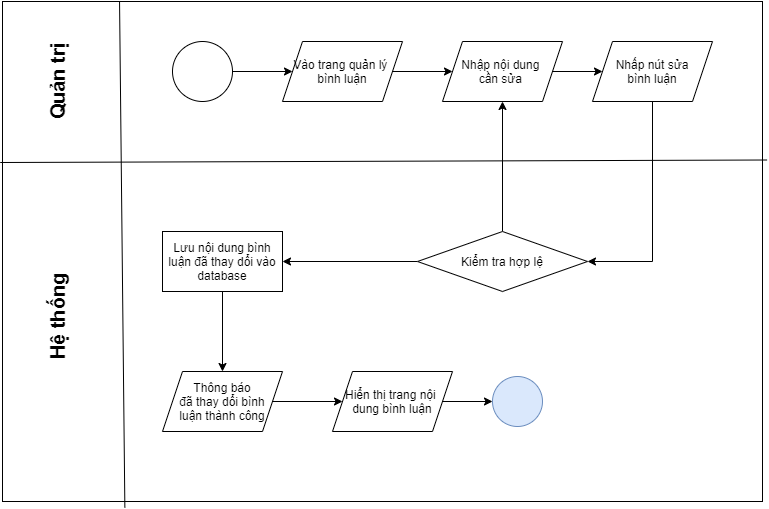 Quản trị
Vào trang quản lý
bình luận
Nhập nội dung
cần sửa
Nhấp nút sửa
bình luận
Hệ thống
Lưu nội dung bình
luận đã thay dổi vào
database
Kiểm tra hợp lệ
Thông báo
đã thay dổi bình
luận thành công
Hiển thị trang nội
dung bình luận